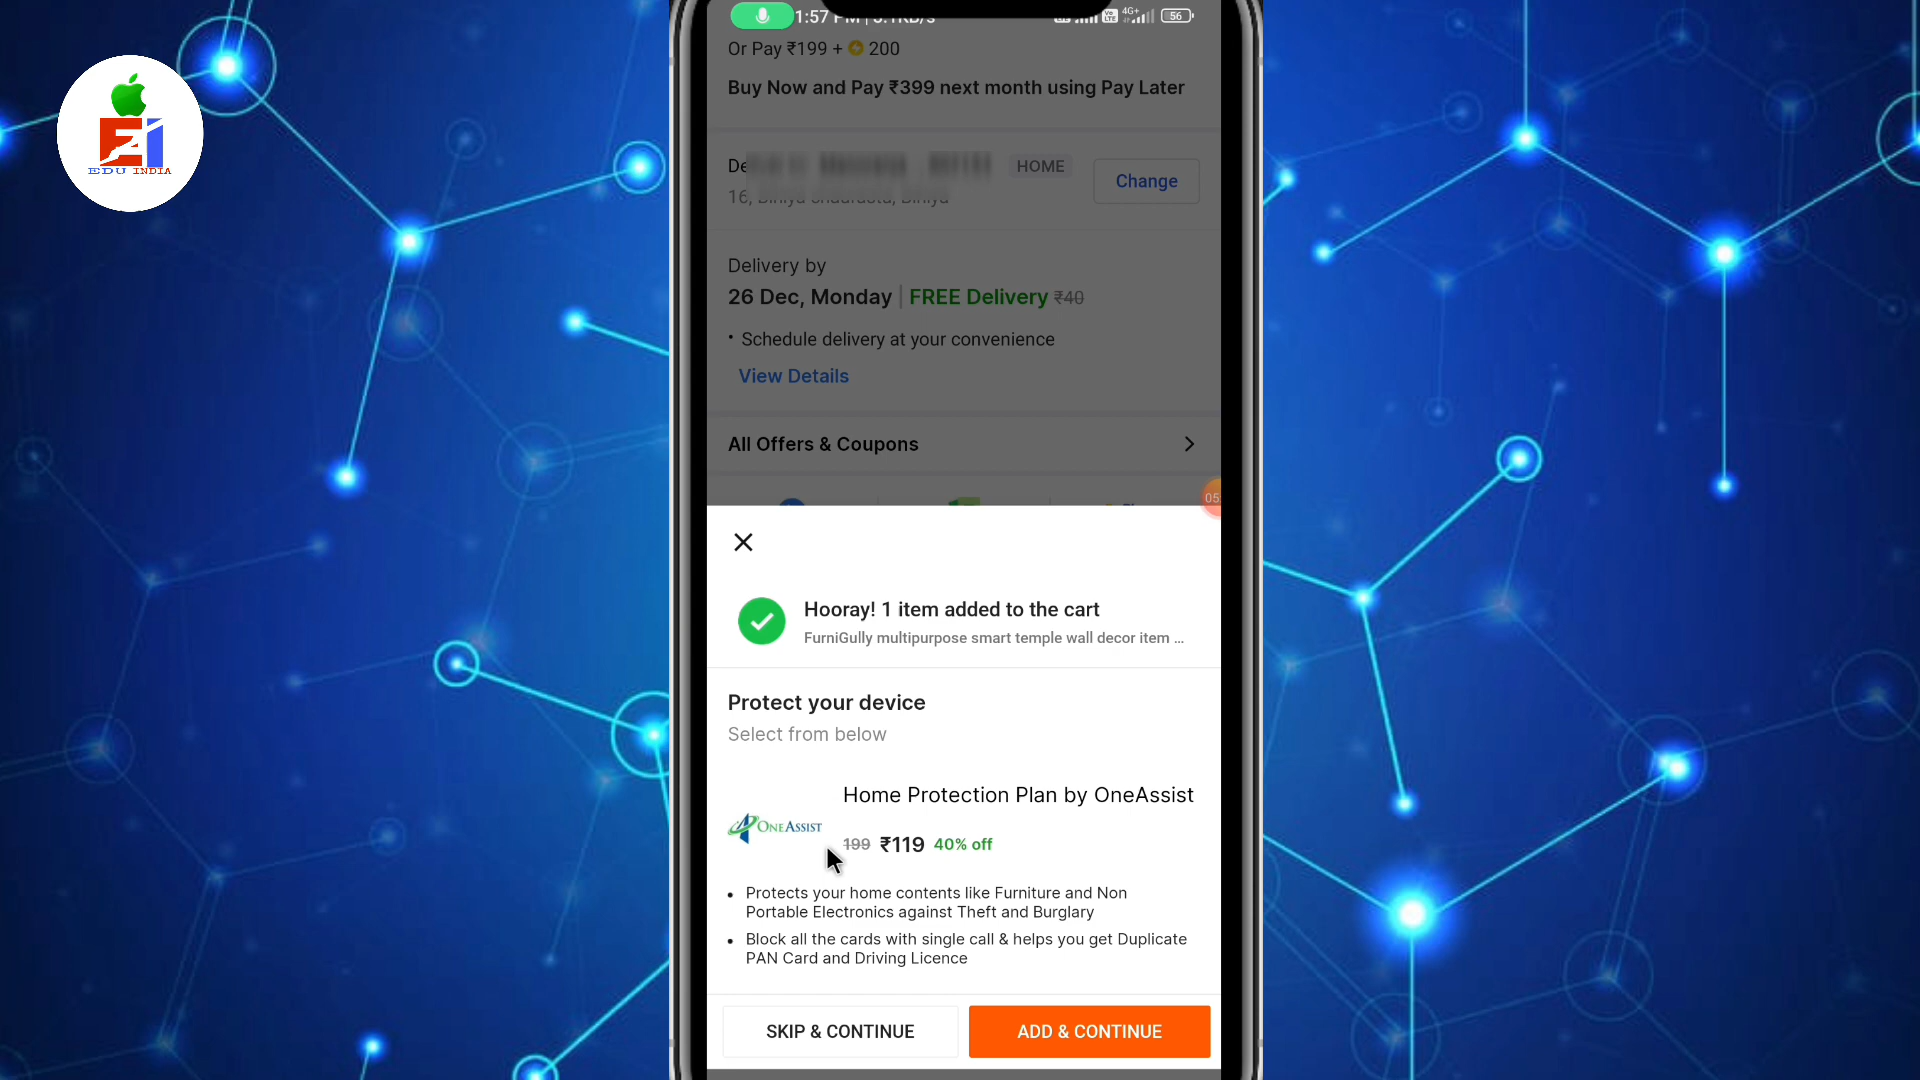 EDU INDIA
1:57 PM | 3.1KB/s
4G+
56
Or Pay ₹199 + 200
Buy Now and Pay ₹399 next month using Pay Later
De
HOME
Change
16,
Delivery by
26 Dec, Monday | FREE Delivery ₹40
• Schedule delivery at your convenience
View Details
All Offers & Coupons
05
Hooray! 1 item added to the cart
FurniGully multipurpose smart temple wall decor item ...
Protect your device
Select from below
Home Protection Plan by OneAssist
ONEASSIST
199 ₹119 40% off
• Protects your home contents like Furniture and Non
Portable Electronics against Theft and Burglary
• Block all the cards with single call & helps you get Duplicate
PAN Card and Driving Licence
SKIP & CONTINUE
ADD & CONTINUE